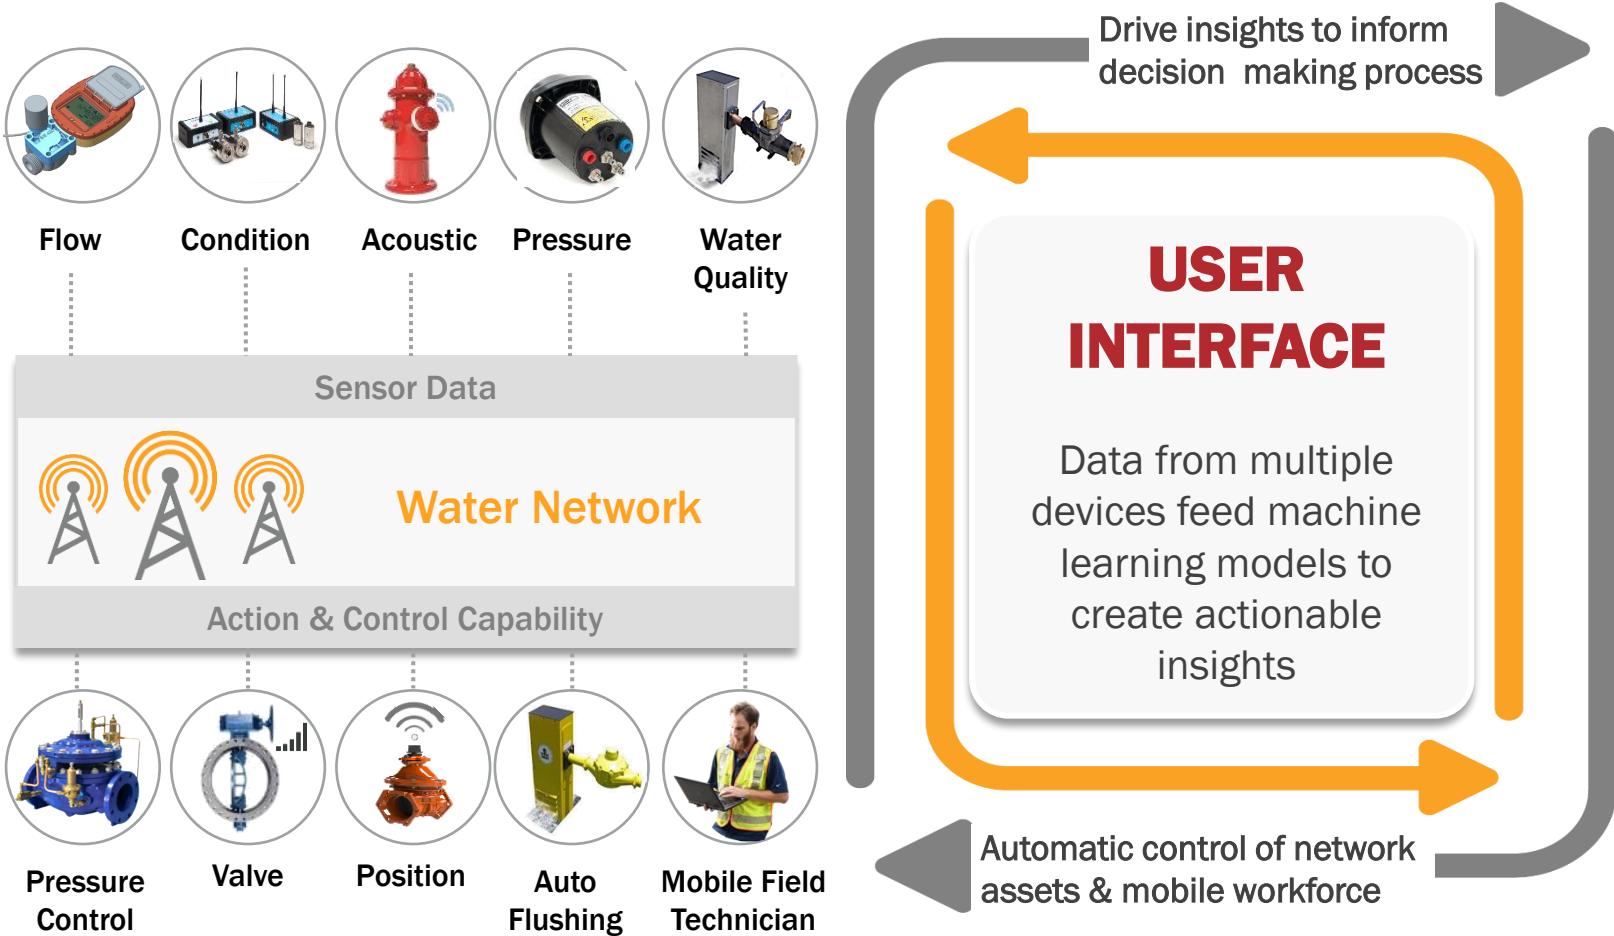 Drive insights to inform
decision making process
Flow
Condition
Acoustic
Pressure
Water
Quality
Sensor Data
Water Network
Action & Control Capability
Pressure
Control
Valve
Position
Auto
Flushing
Mobile Field
Technician
USER
INTERFACE
Data from multiple
devices feed machine
learning models to
create actionable
insights
Automatic control of network
assets & mobile workforce